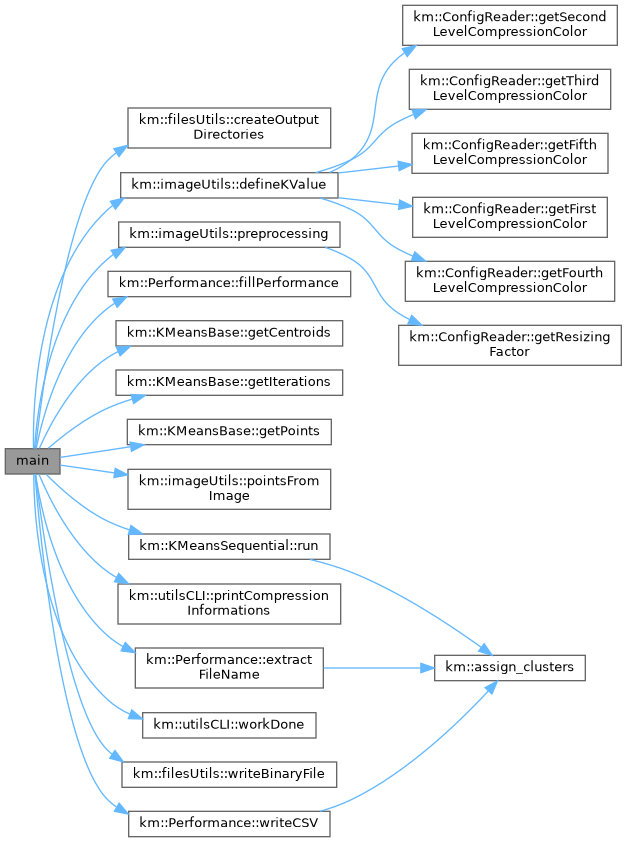 main
km::filesUtils::createOutput
Directories
km::imageUtils::defineKValue
km::imageUtils::preprocessing
km::Performance::fillPerformance
km::KMeansBase::getCentroids
km::KMeansBase::getIterations
km::KMeansBase::getPoints
km::imageUtils::pointsFrom
Image
km::KMeansSequential::run
km::utilsCLI::printCompression
Informations
km::Performance::extract
FileName
km::utilsCLI::workDone
km::filesUtils::writeBinaryFile
km::Performance::writeCSV
km::ConfigReader::getSecond
LevelCompressionColor
km::ConfigReader::getThird
LevelCompressionColor
km::ConfigReader::getFifth
LevelCompressionColor
km::ConfigReader::getFirst
LevelCompressionColor
km::ConfigReader::getFourth
LevelCompressionColor
km::ConfigReader::getResizing
Factor
km::assign_clusters